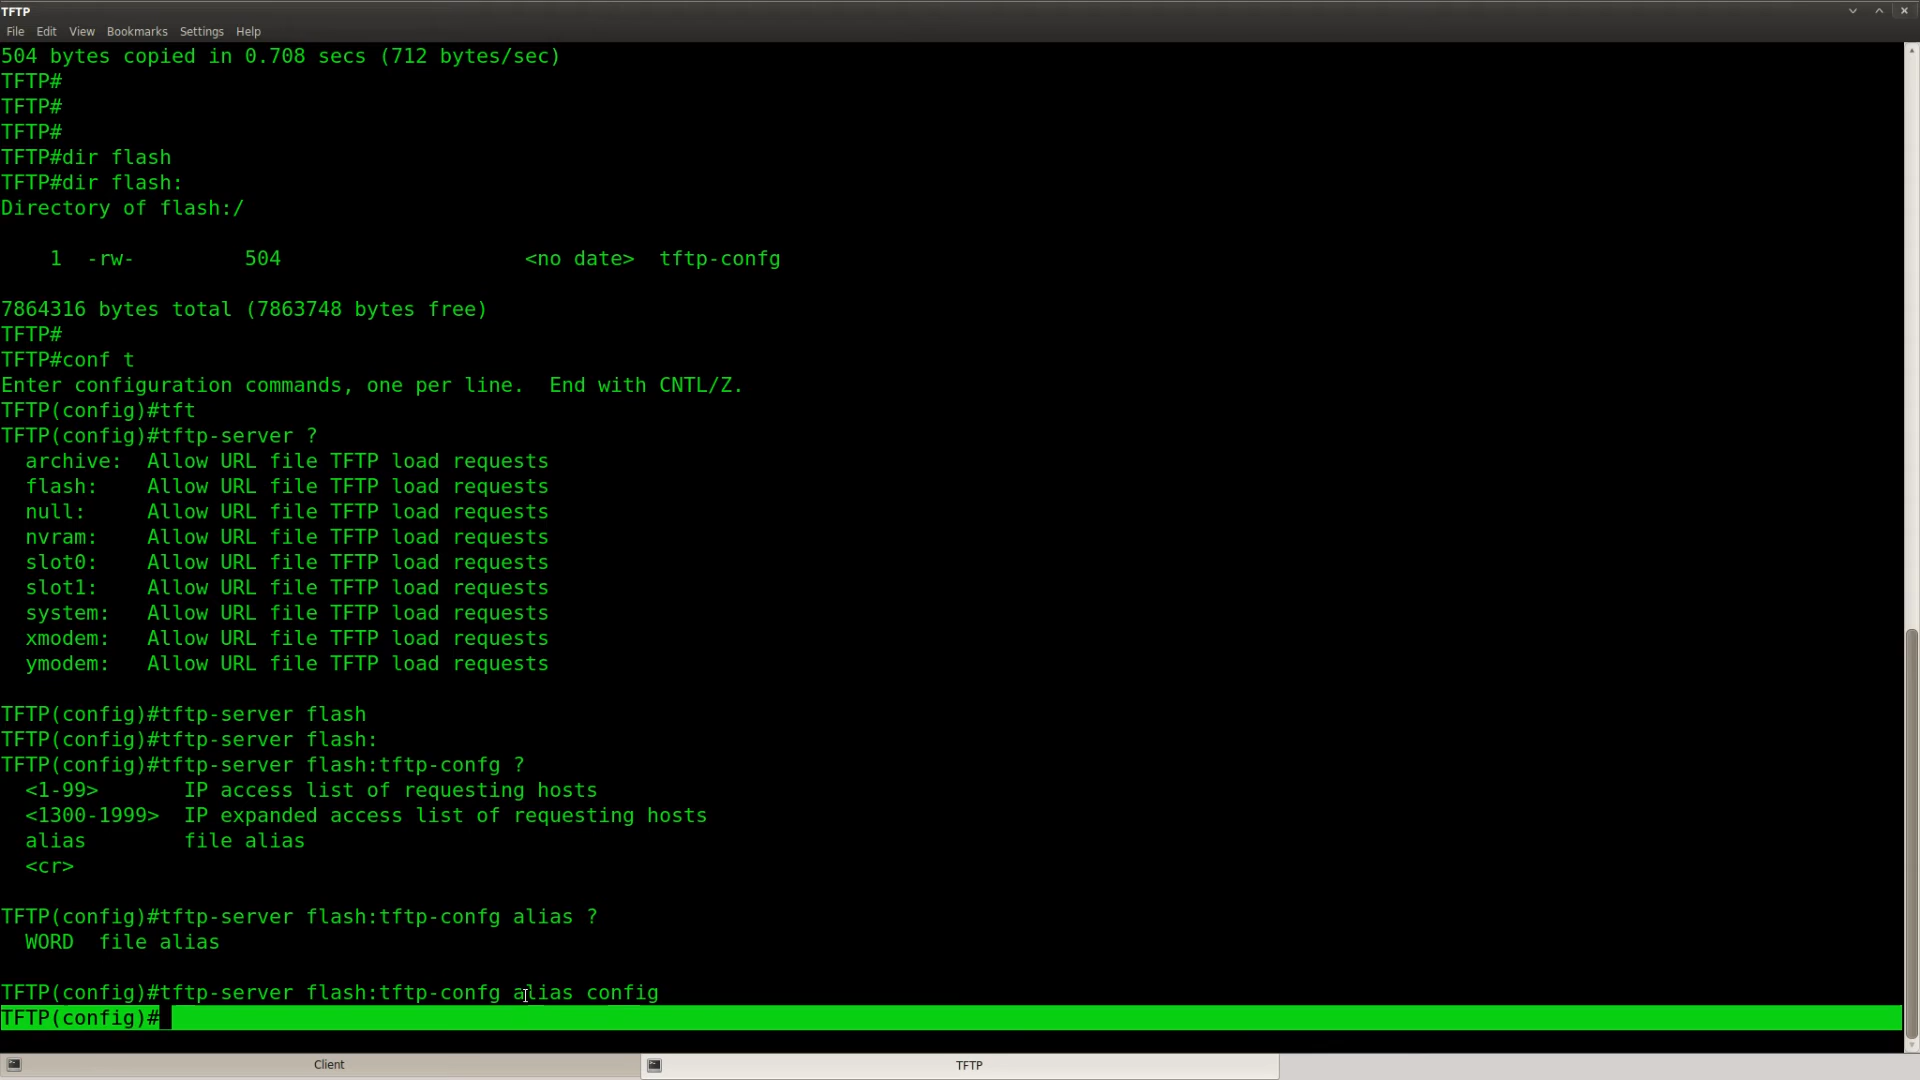 TFTP
File Edit View Bookmarks Settings Help
504 bytes copied in 0.708 secs (712 bytes/sec)
TFTP#
TFTP#
TFTP#
TFTP#dir flash
TFTP#dir flash:
Directory of flash:/
1 -rw- 504 <no date> tftp-confg
7864316 bytes total (7863748 bytes free)
TFTP#
TFTP#conf t
Enter configuration commands, one per line. End with CNTL/Z.
TFTP(config)#tft
TFTP(config)#tftp-server ?
archive: Allow URL file TFTP load requests
flash: Allow URL file TFTP load requests
null: Allow URL file TFTP load requests
nvram: Allow URL file TFTP load requests
slot0: Allow URL file TFTP load requests
slot1: Allow URL file TFTP load requests
system: Allow URL file TFTP load requests
xmodem: Allow URL file TFTP load requests
ymodem: Allow URL file TFTP load requests
TFTP(config)#tftp-server flash
TFTP(config)#tftp-server flash:
TFTP(config)#tftp-server flash:tftp-confg ?
<1-99> IP access list of requesting hosts
<1300-1999> IP expanded access list of requesting hosts
alias file alias
<cr>
TFTP(config)#tftp-server flash:tftp-confg alias ?
WORD file alias
TFTP(config)#tftp-server flash:tftp-confg alias config
TFTP(config)#
Client TFTP